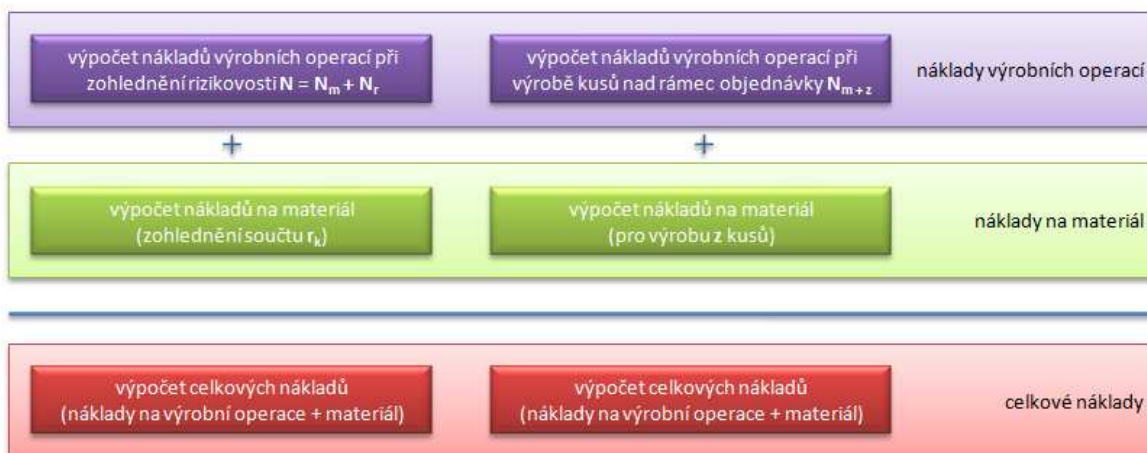 výpočet nákladů výrobních operací při
zohlednění rizikovosti N = Nm + Nr
výpočet nákladů výrobních operací při
výrobě kusů nad rámec objednávky Nm+z
náklady výrobních operací
+
+
výpočet nákladů na materiál
(zohlednění součtu rk)
výpočet nákladů na materiál
(pro výrobu z kusů)
náklady na materiál
výpočet celkových nákladů
(náklady na výrobní operace + materiál)
výpočet celkových nákladů
(náklady na výrobní operace + materiál)
celkové náklady